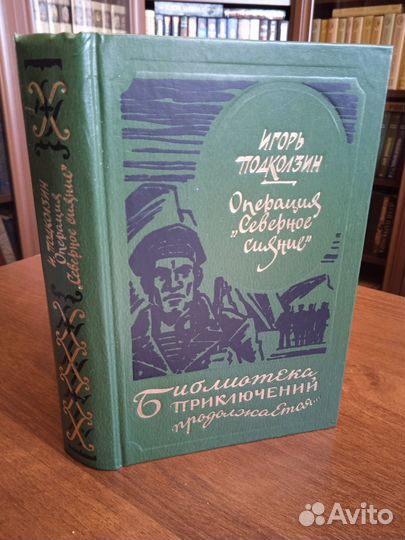 ИГОРЬ
ПОДКОЛЗИН
Операция
„Северное
сияние"
Библиотека
ПРИКЛЮЧЕНИЙ
продолжается...
И. Подколзин
Операция
„Северное сияние"
Avito